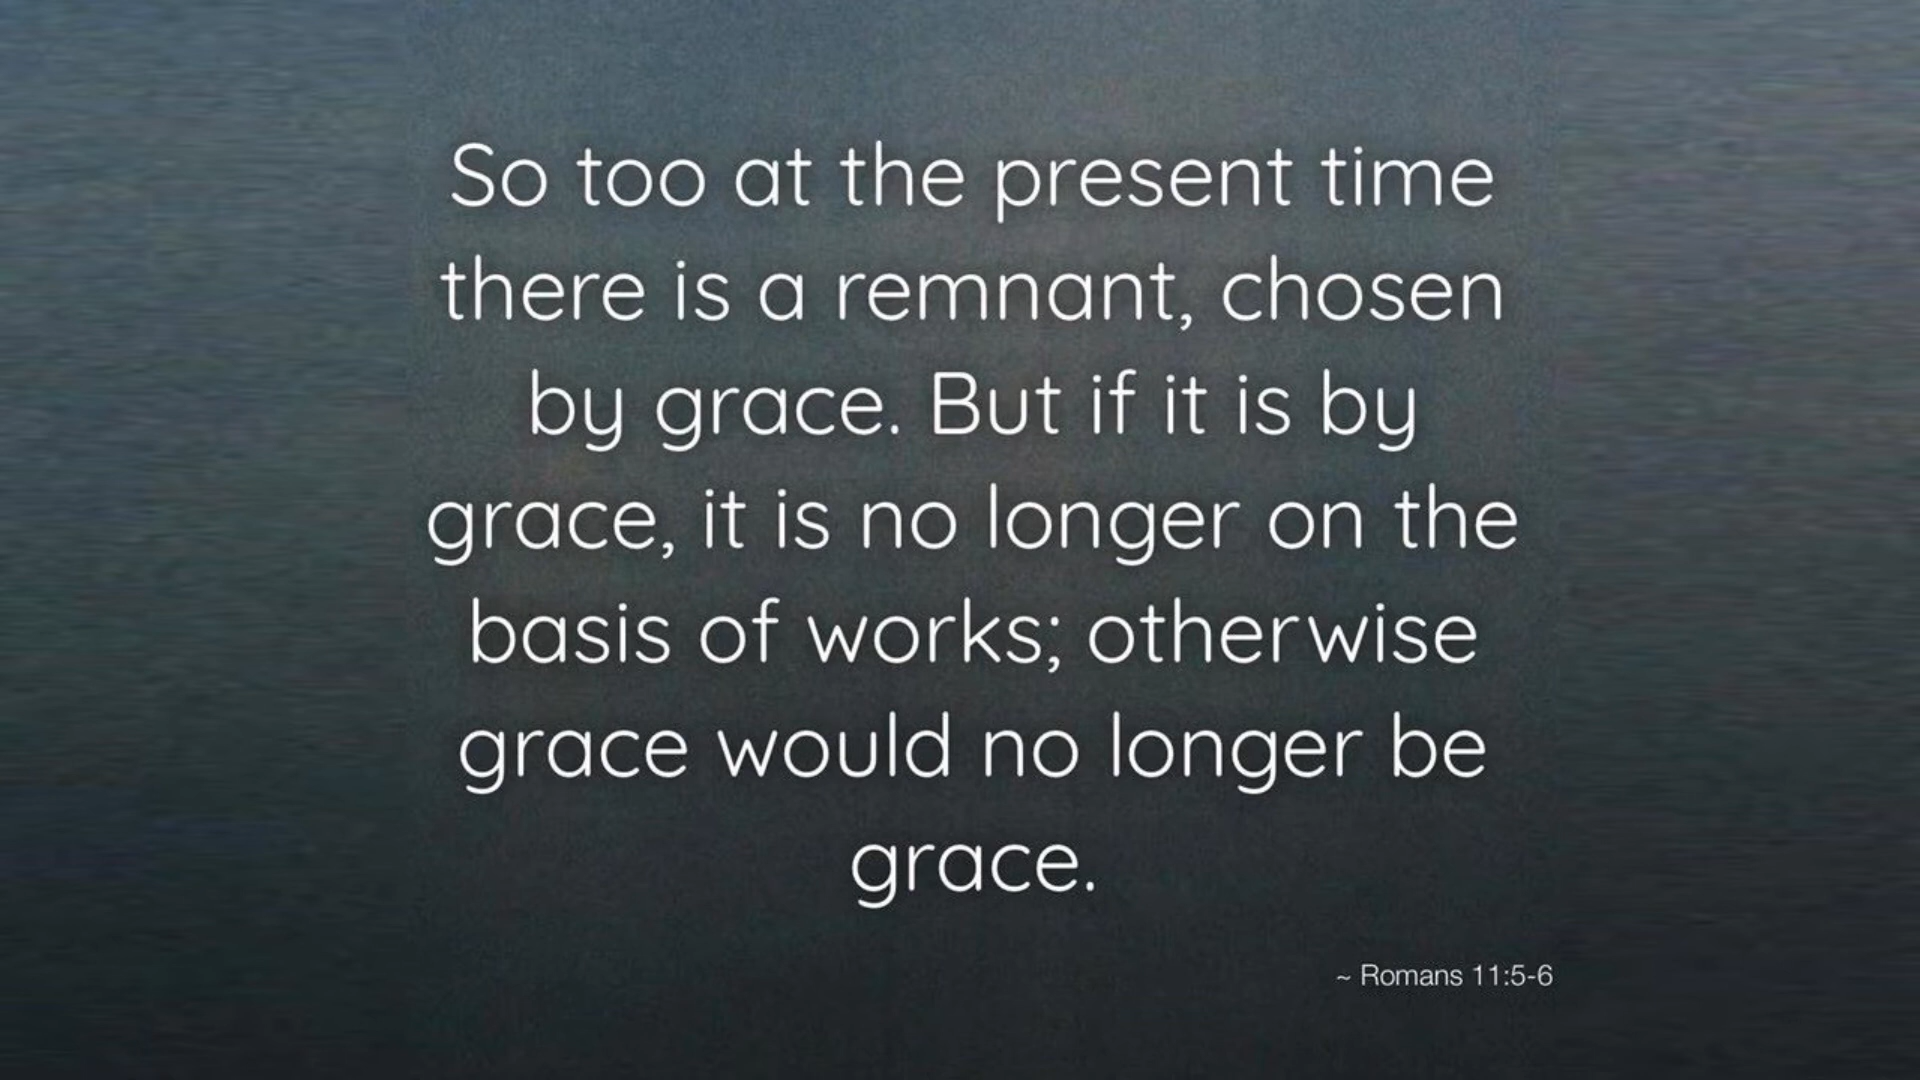 So too at the present time
there is a remnant, chosen
by grace. But if it is by
grace, it is no longer on the
basis of works; otherwise
grace would no longer be
grace.
~ Romans 11:5-6